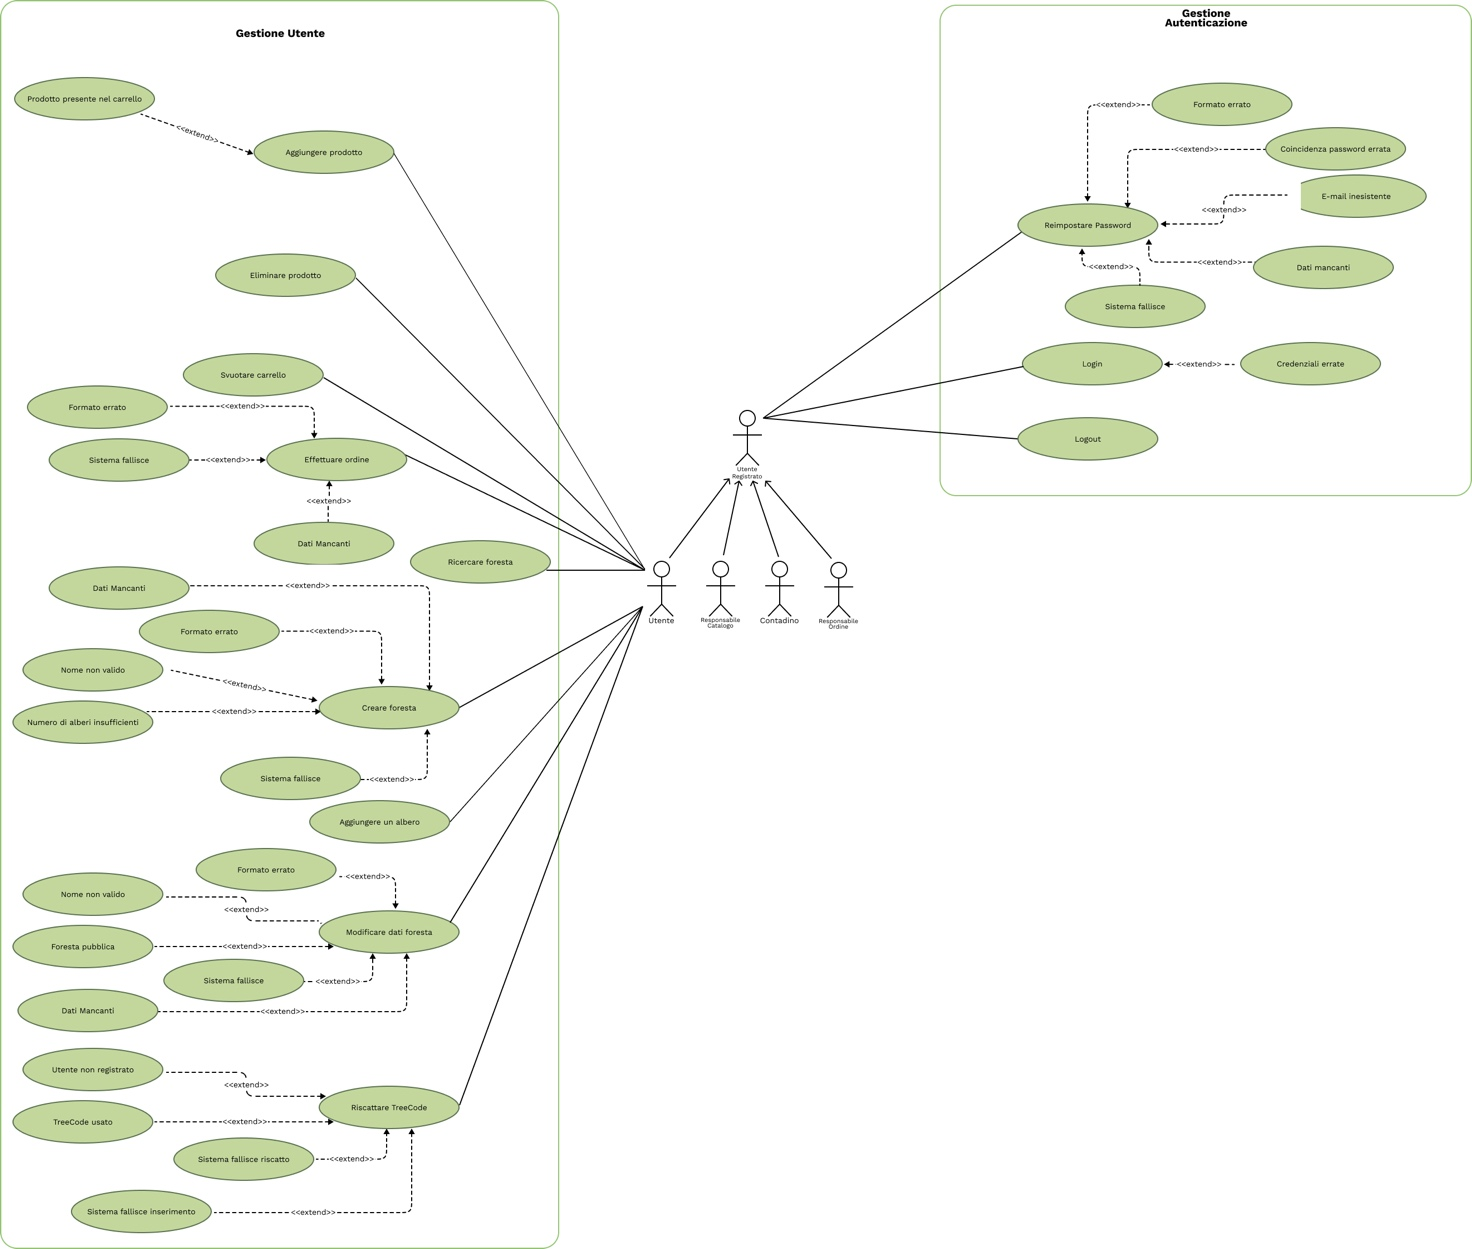 Gestione Utente
Prodotto presente nel carrello
<<extend>>
Aggiungere prodotto
Eliminare prodotto
Svuotare carrello
Formato errato
<<extend>>
Sistema fallisce
<<extend>>
Effettuare ordine
<<extend>>
Dati Mancanti
Ricercare foresta
Dati Mancanti
<<extend>>
Formato errato
<<extend>>
Nome non valido
<<extend>>
Numero di alberi insufficienti
<<extend>>
Creare foresta
Sistema fallisce
<<extend>>
Aggiungere un albero
Formato errato
<<extend>>
Nome non valido
<<extend>>
Modificare dati foresta
Foresta pubblica
<<extend>>
Sistema fallisce
<<extend>>
Dati Mancanti
<<extend>>
Utente non registrato
<<extend>>
Riscattare TreeCode
TreeCode usato
<<extend>>
Sistema fallisce riscatto
<<extend>>
Sistema fallisce inserimento
<<extend>>
Utente
Registrato
Utente
Responsabile
Catalogo
Contadino
Responsabile
Ordine
Gestione
Autenticazione
<<extend>>
Formato errato
<<extend>>
Coincidenza password errata
<<extend>>
E-mail inesistente
Reimpostare Password
<<extend>>
Dati mancanti
<<extend>>
Sistema fallisce
Login
<<extend>>
Credenziali errate
Logout